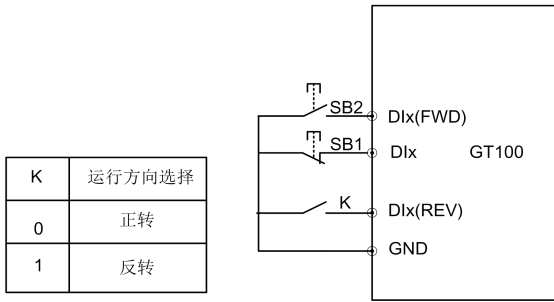 SB2
DIx(FWD)
SB1
DIx
GT100
K
DIx(REV)
GND
K 运行方向选择
0 正转
1 反转